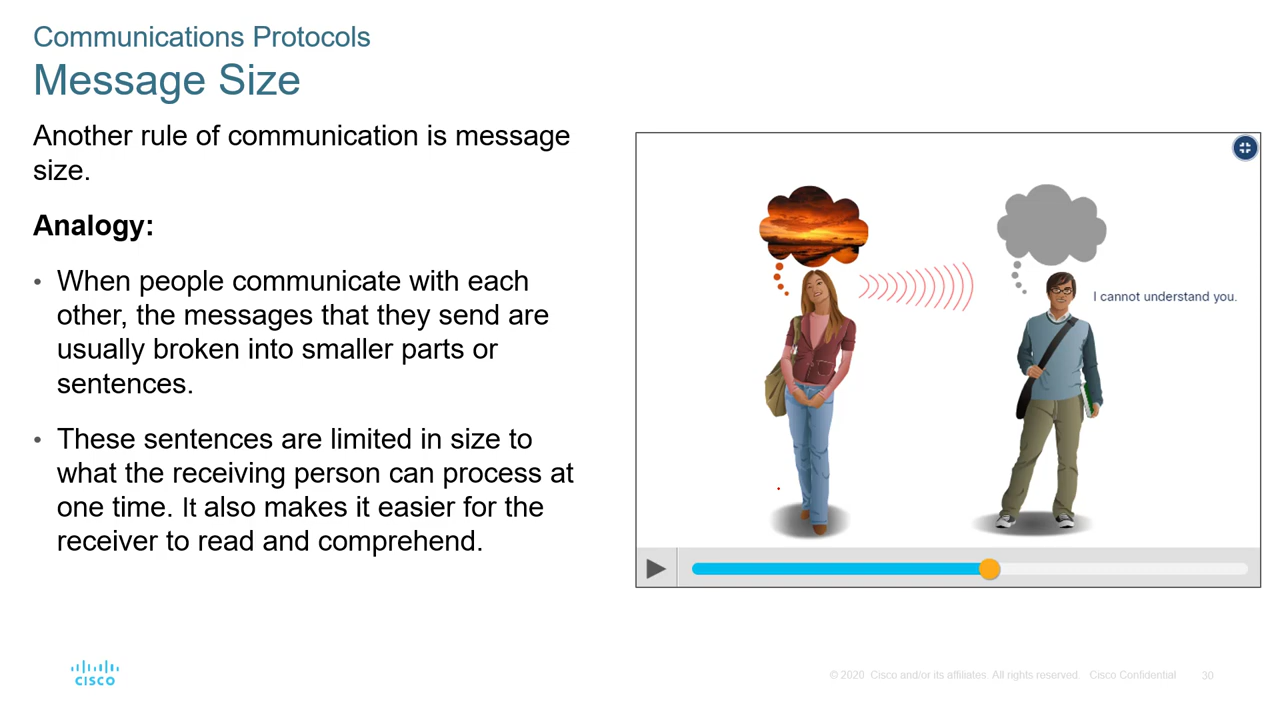 Communications Protocols
Message Size
Another rule of communication is message
size.
Analogy:
• When people communicate with each
other, the messages that they send are
usually broken into smaller parts or
sentences.
• These sentences are limited in size to
what the receiving person can process at
one time. It also makes it easier for the
receiver to read and comprehend.
I cannot understand you.
CISCO
© 2020 Cisco and/or its affiliates. All rights reserved. Cisco Confidential
30